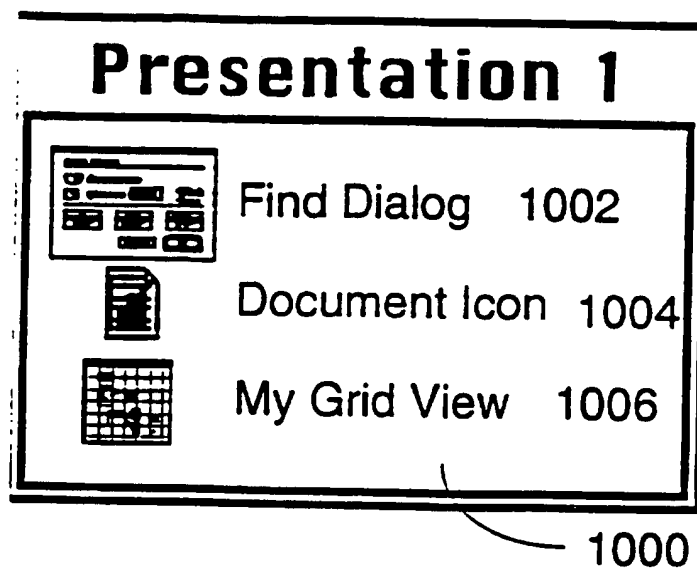 Presentation 1
Find Dialog 1002
Document Icon 1004
My Grid View 1006
1000